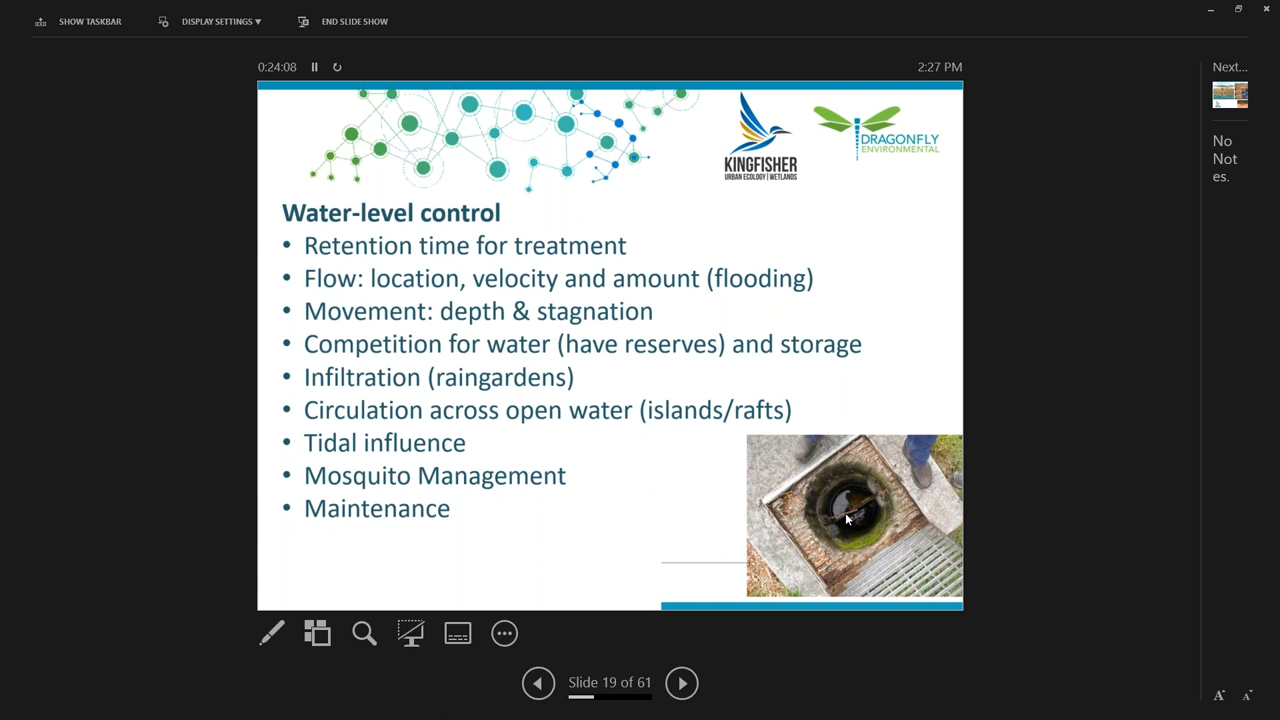 SHOW TASKBAR
DISPLAY SETTINGS ▼
END SLIDE SHOW
0:24:08
2:27 PM
Next...
KINGFISHER
URBAN ECOLOGY | WETLANDS
DRAGONFLY
ENVIRONMENTAL
No
Not
es.
Water-level control
• Retention time for treatment
• Flow: location, velocity and amount (flooding)
• Movement: depth & stagnation
• Competition for water (have reserves) and storage
• Infiltration (raingardens)
• Circulation across open water (islands/rafts)
• Tidal influence
• Mosquito Management
• Maintenance
Slide 19 of 61
A A